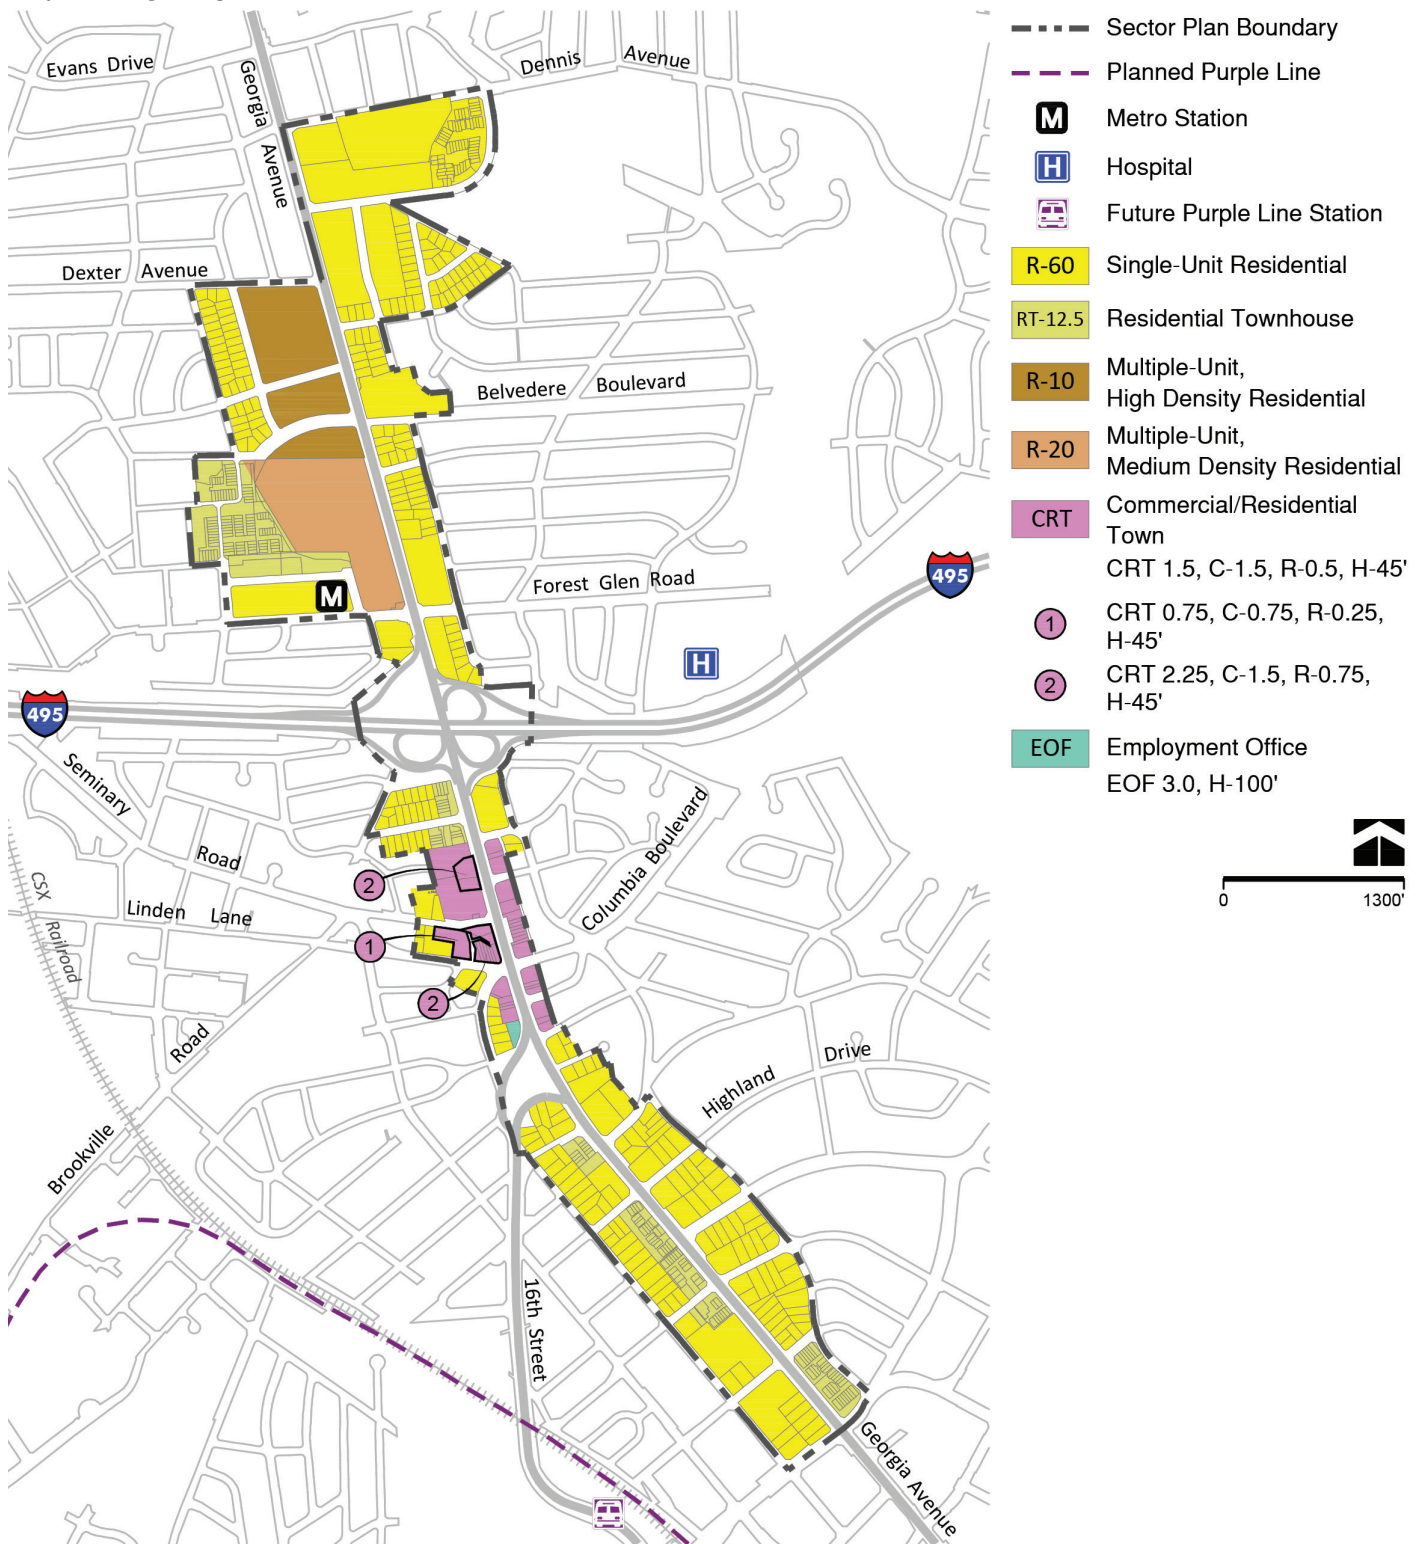 Evans Drive
Georgia
Avenue
Dennis Avenue
Dexter Avenue
Belvedere Boulevard
M
Forest Glen Road
495
H
495
Seminary
Road
Columbia Boulevard
CSX Railroad
2
Linden Lane
1
2
Road
Highland Drive
Brookville
16th Street
Georgia Avenue
Sector Plan Boundary
Planned Purple Line
M Metro Station
H Hospital
Future Purple Line Station
R-60 Single-Unit Residential
RT-12.5 Residential Townhouse
R-10 Multiple-Unit,
High Density Residential
R-20 Multiple-Unit,
Medium Density Residential
CRT Commercial/Residential
Town
CRT 1.5, C-1.5, R-0.5, H-45'
1 CRT 0.75, C-0.75, R-0.25,
H-45'
2 CRT 2.25, C-1.5, R-0.75,
H-45'
EOF Employment Office
EOF 3.0, H-100'
0 1300'